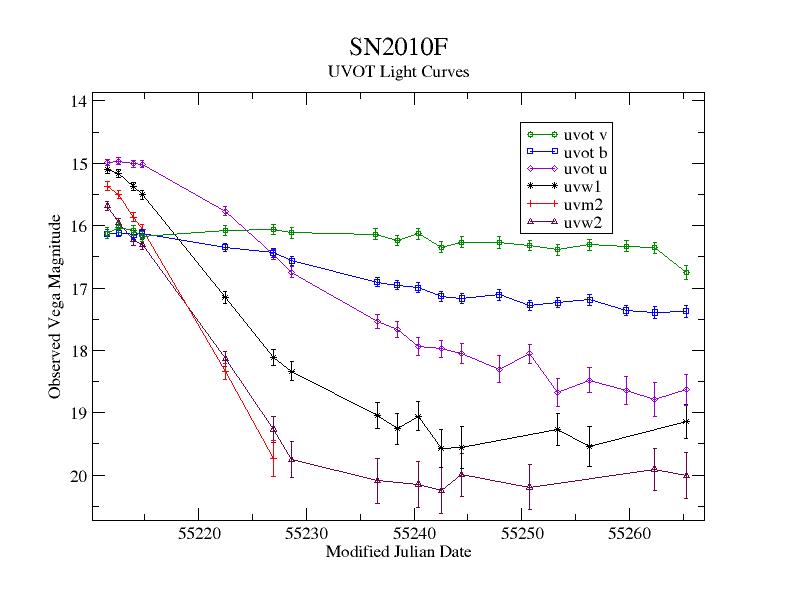 SN2010F
UVOT Light Curves
14
15
16
17
18
19
20
Observed Vega Magnitude
uvot v
uvot b
uvot u
uvw1
uvm2
uvw2
55220 55230 55240 55250 55260
Modified Julian Date